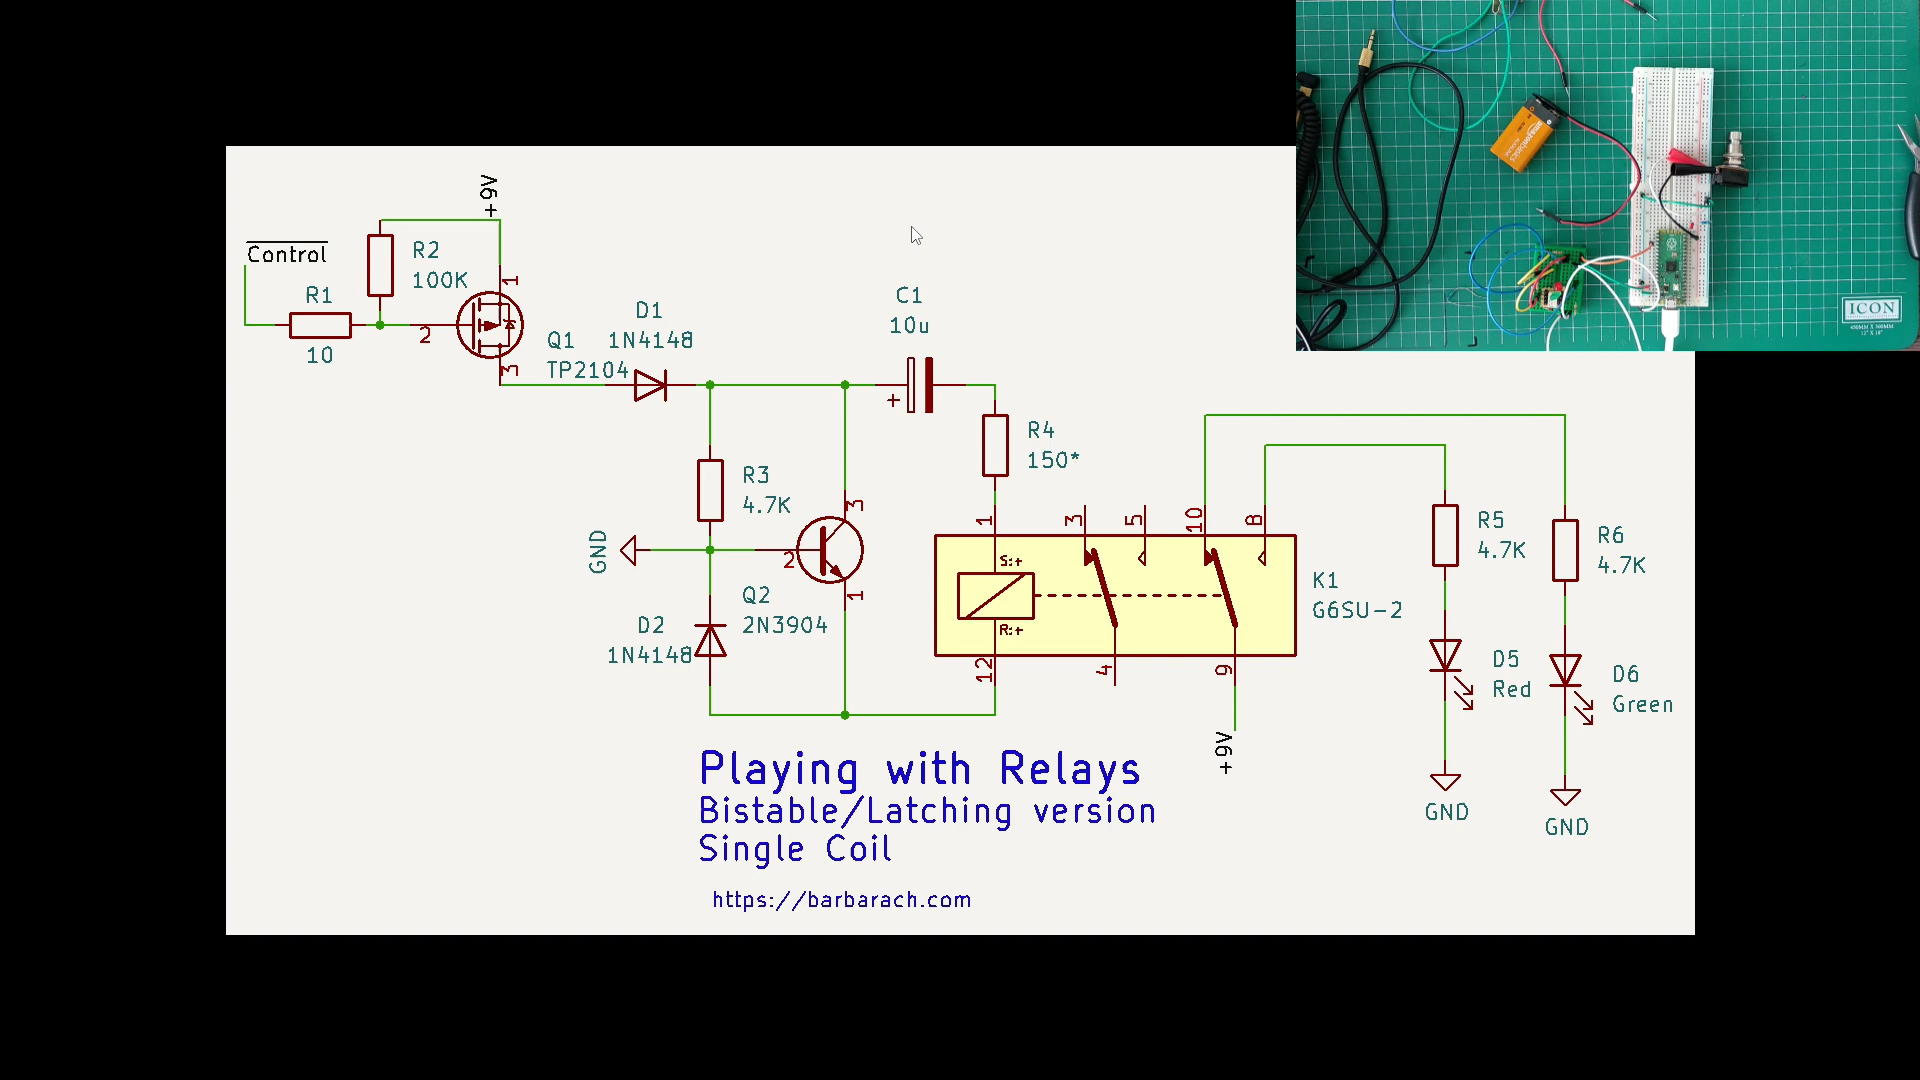 +9V
Control
R2
100K
R1
10
1
2
3
Q1
TP2104
D1
1N4148
C1
10u
+
R4
150*
R3
4.7K
GND
2
3
1
Q2
2N3904
D2
1N4148
1
3
5
10
8
S:+
R:+
12
4
9
K1
G6SU-2
+9V
R5
4.7K
R6
4.7K
D5
Red
D6
Green
GND
GND
Playing with Relays
Bistable/Latching version
Single Coil
https://barbarach.com
ICON